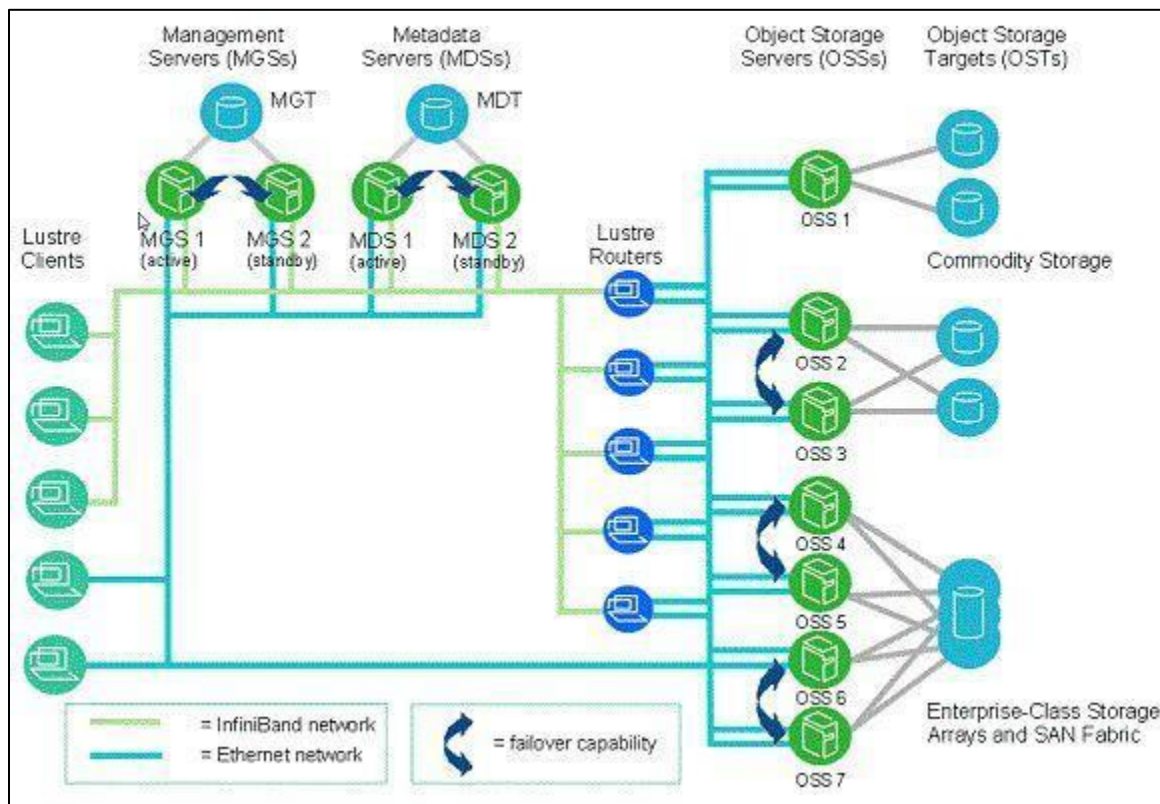 Management
Servers (MGSs)
Metadata
Servers (MDSs)
Object Storage
Servers (OSSs)
Object Storage
Targets (OSTs)
MGT
MDT
OSS 1
Lustre
Clients
MGS 1
(active)
MGS 2
(standby)
MDS 1
(active)
MDS 2
(standby)
Lustre
Routers
Commodity Storage
OSS 2
OSS 3
OSS 4
OSS 5
OSS 6
OSS 7
Enterprise-Class Storage
Arrays and SAN Fabric
= InfiniBand network
= Ethernet network
= failover capability